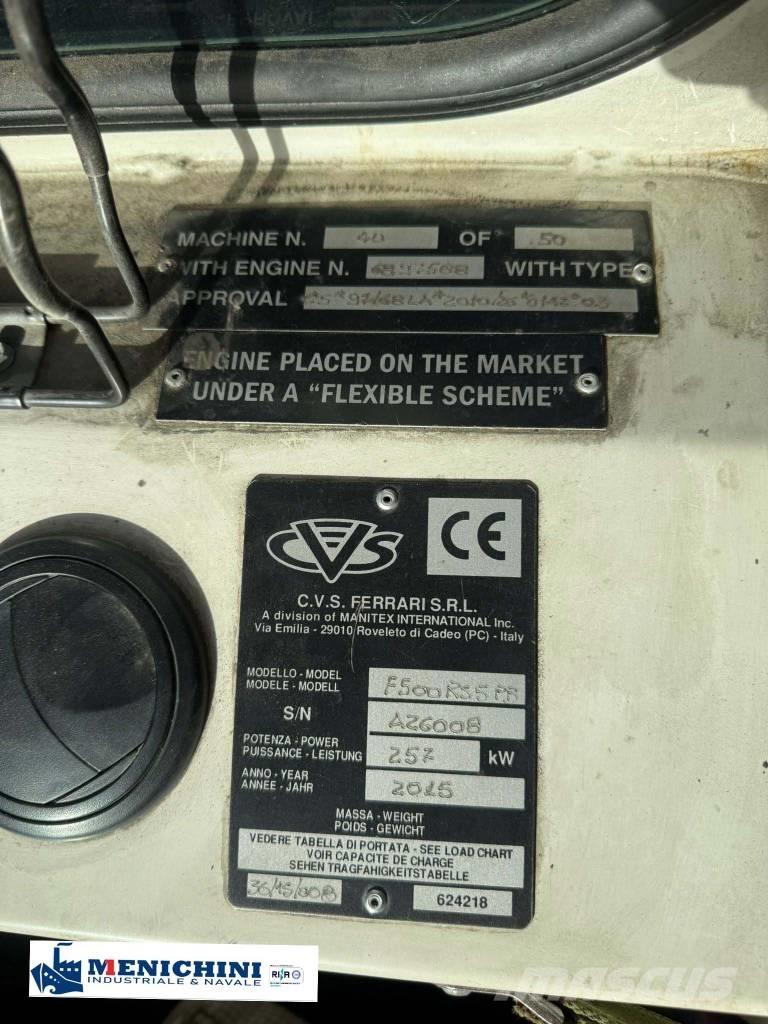 MACHINE N. 40 OF 50
WITH ENGINE N. WITH TYPE
APPROVAL
ENGINE PLACED ON THE MARKET
UNDER A "FLEXIBLE SCHEME"
CVS CE
C.V.S. FERRARI S.R.L.
A division of MANITEX INTERNATIONAL Inc.
Via Emilia - 29010 Roveleto di Cadeo (PC) - Italy
MODELLO - MODEL
MODELE - MODELL
S/N A26008
POTENZA - POWER
PUISSANCE - LEISTUNG 257 kW
ANNO - YEAR
ANNEE - JAHR 2015
MASSA - WEIGHT
POIDS - GEWICHT
VEDERE TABELLA DI PORTATA - SEE LOAD CHART
VOIR CAPACITE DE CHARGE
SEHEN TRAGFAHIGKEITSTABELLE
36/15/008 624218
MENICHINI
INDUSTRIALE & NAVALE
mascus